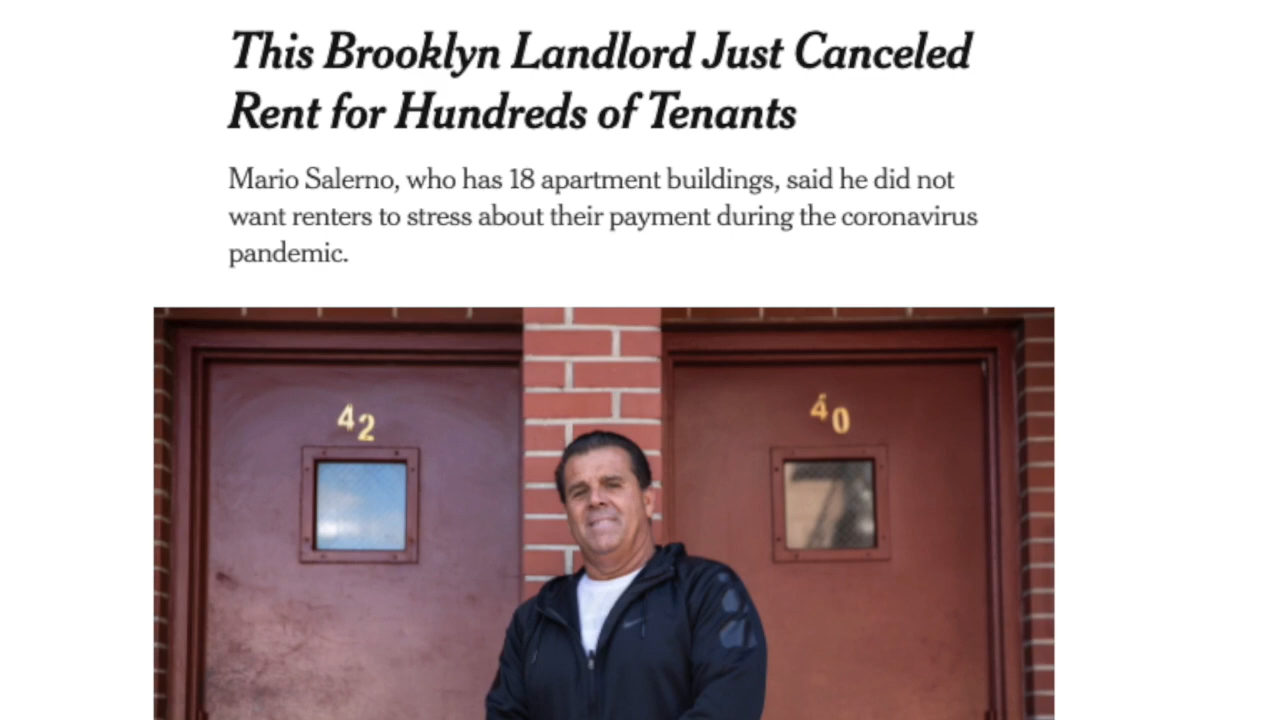 This Brooklyn Landlord Just Canceled
Rent for Hundreds of Tenants
Mario Salerno, who has 18 apartment buildings, said he did not
want renters to stress about their payment during the coronavirus
pandemic.
42
40